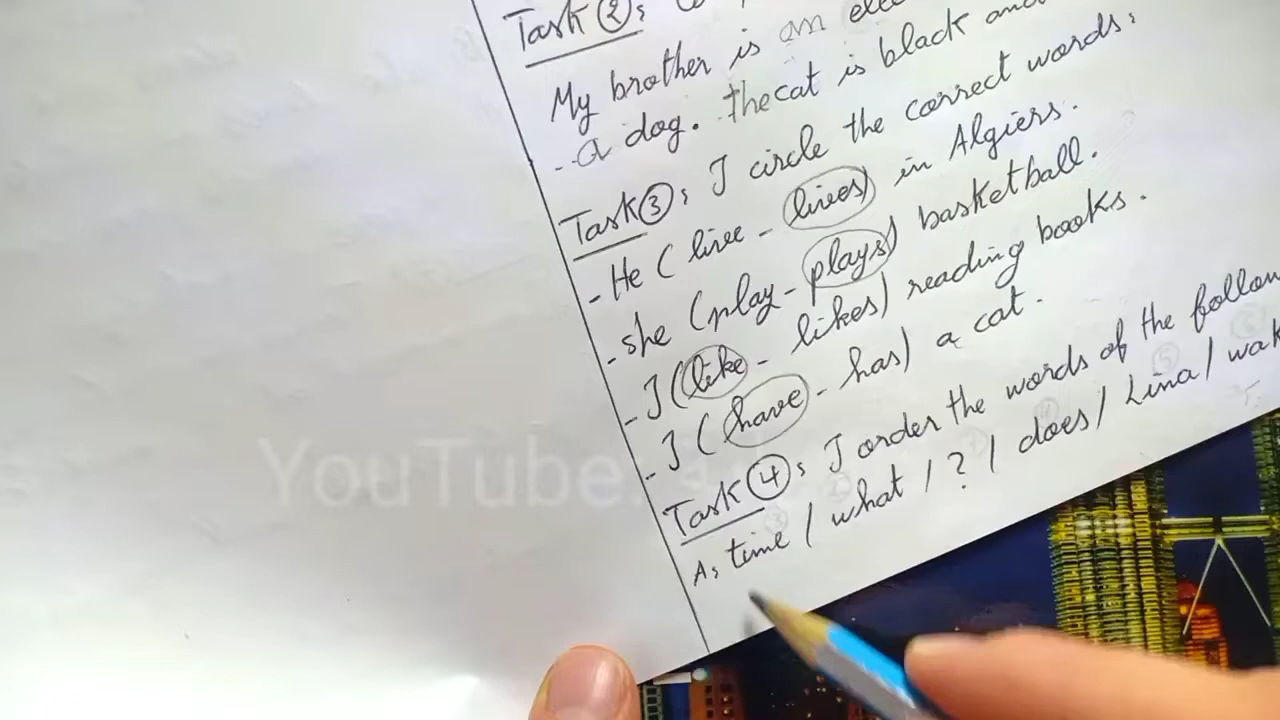 Task ②:
My brother is an
- a dog. The cat is black and
Task ③: I circle the correct words:
- He ( live - lives) in Algiers.
- she (play - plays) basketball.
- I (like - likes) reading books.
- I ( have - has) a cat.
Task ④: I order the words of the
A: time / what / ? / does / Lina /
YouTube